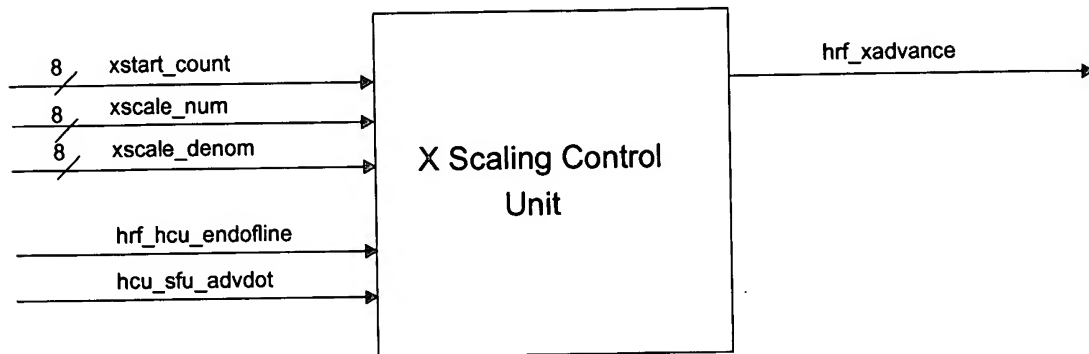 8 xstart_count
8 xscale_num
8 xscale_denom
hrf_hcu_endofline
hcu_sfu_advdot
X Scaling Control
Unit
hrf_xadvance